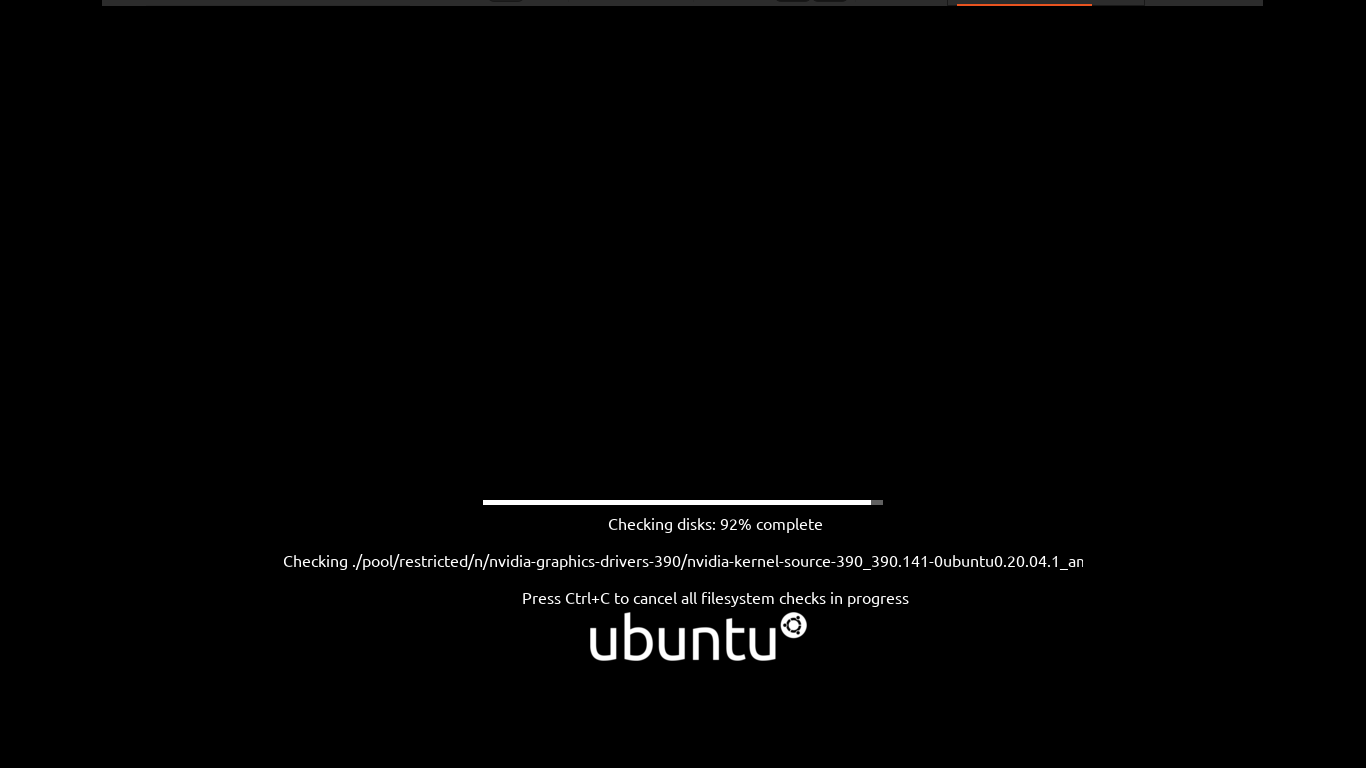 Checking disks: 92% complete
Checking ./pool/restricted/n/nvidia-graphics-drivers-390/nvidia-kernel-source-390_390.141-0ubuntu0.20.04.1_an
Press Ctrl+C to cancel all filesystem checks in progress
ubuntu